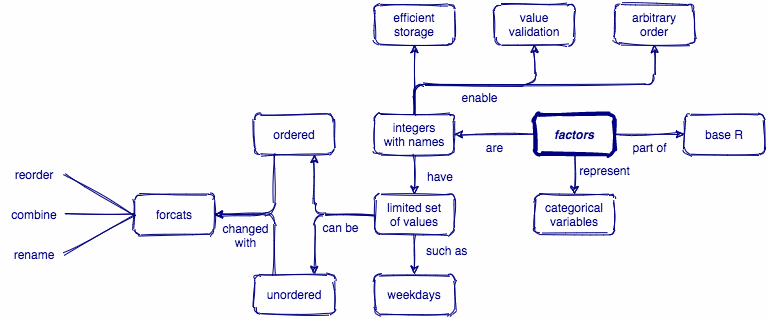 efficient
storage
value
validation
arbitrary
order
enable
ordered
integers
with names
are
factors
part of
base R
reorder
combine
rename
forcats
changed
with
can be
have
limited set
of values
represent
categorical
variables
such as
unordered
weekdays